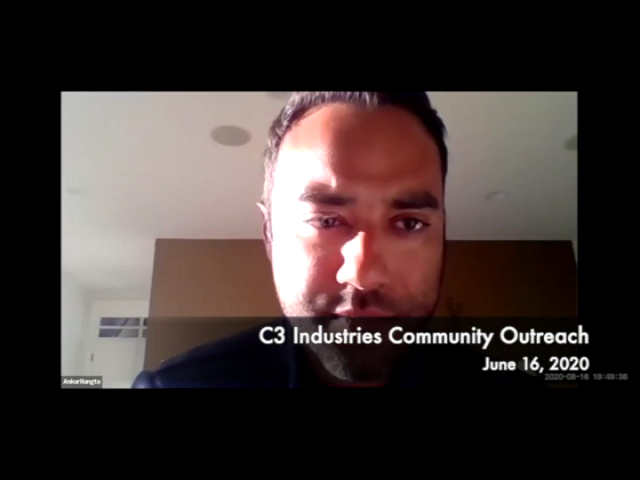 C3 Industries Community Outreach
June 16, 2020
2020-06-16 19:49:36
AnkurRungta